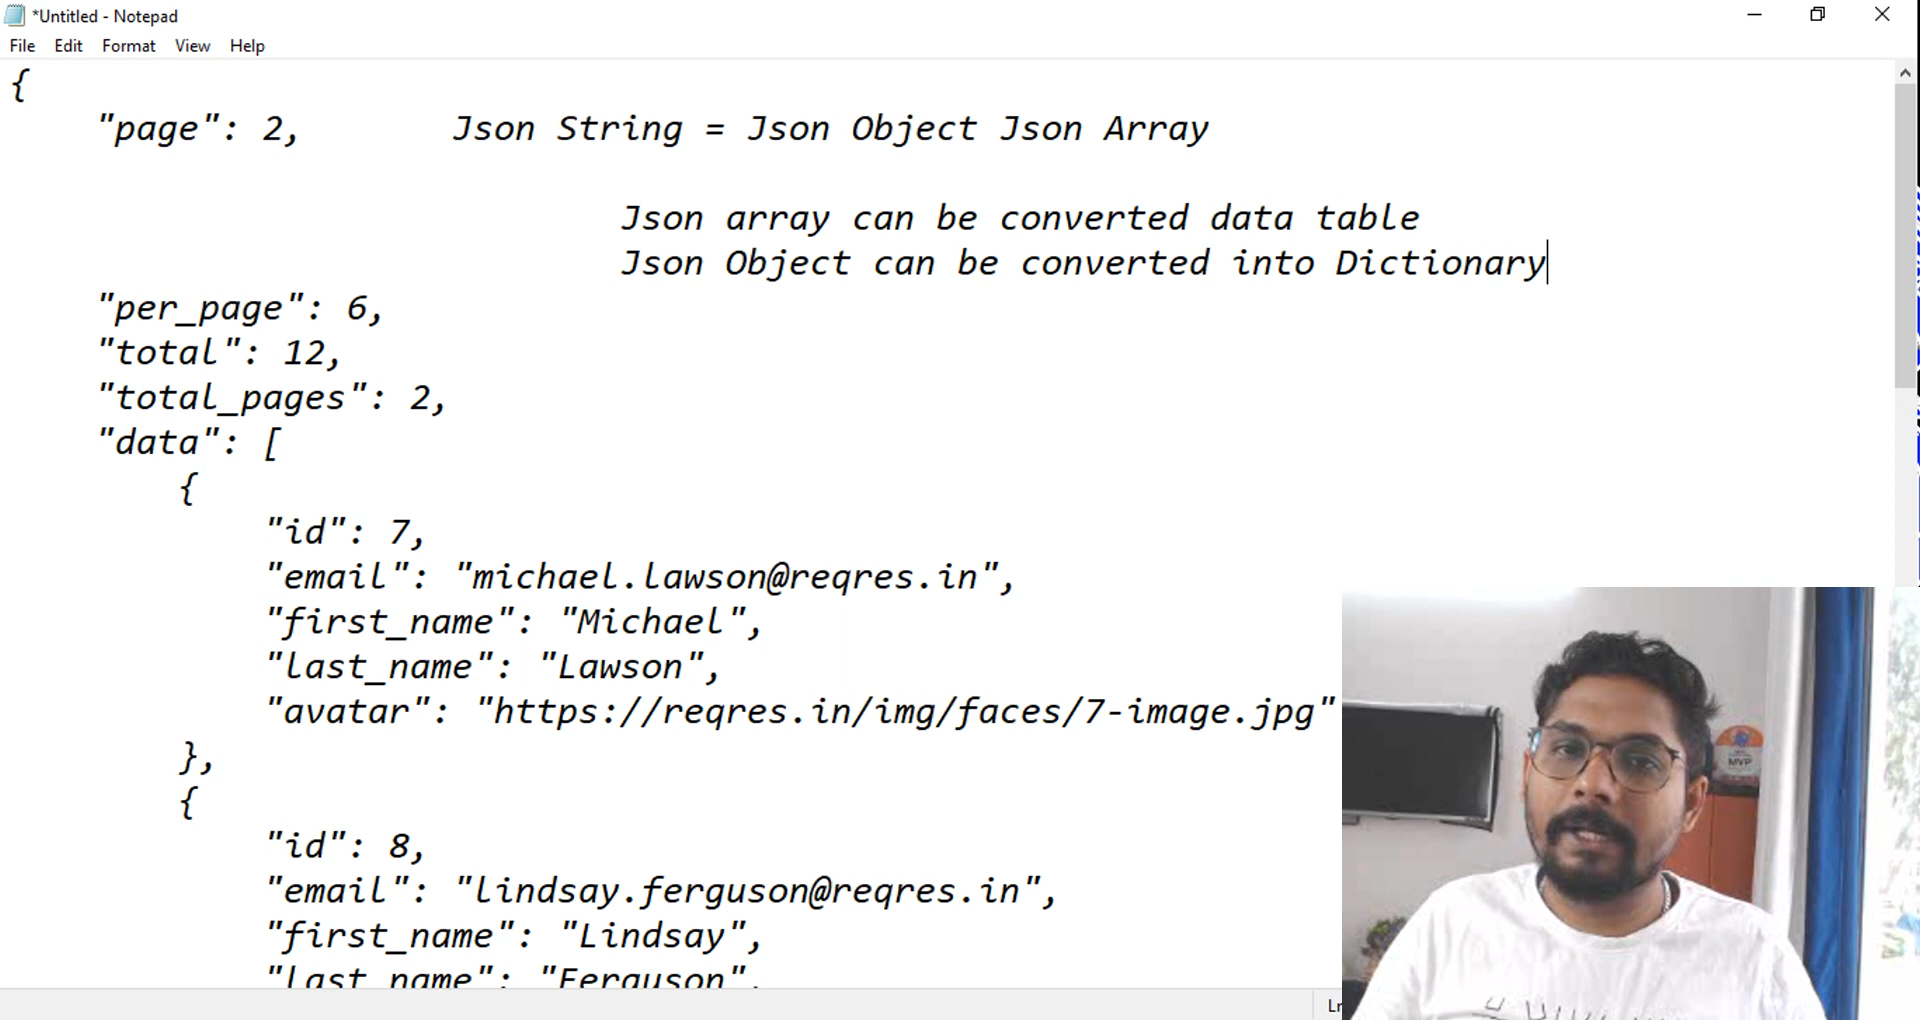 *Untitled - Notepad
File Edit Format View Help
{
"page": 2, Json String = Json Object Json Array
Json array can be converted data table
Json Object can be converted into Dictionary
"per_page": 6,
"total": 12,
"total_pages": 2,
"data": [
{
"id": 7,
"email": "michael.lawson@reqres.in",
"first_name": "Michael",
"last_name": "Lawson",
"avatar": "https://reqres.in/img/faces/7-image.jpg"
},
{
"id": 8,
"email": "lindsay.ferguson@reqres.in",
"first_name": "Lindsay",
"last_name": "Ferguson",
MVP